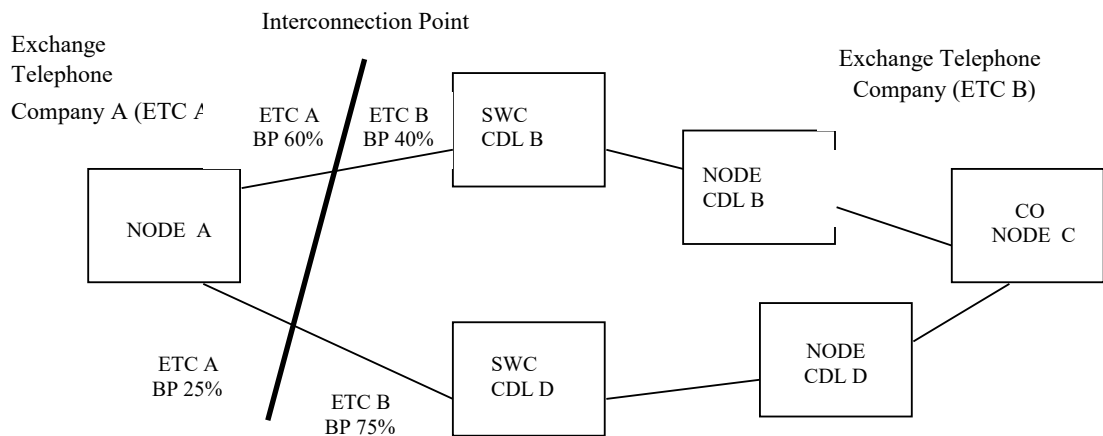 Interconnection Point
Exchange
Telephone
Company A (ETC A
Exchange Telephone
Company (ETC B)
ETC A
BP 60%
ETC B
BP 40%
SWC
CDL B
NODE
CDL B
CO
NODE C
NODE A
ETC A
BP 25%
ETC B
BP 75%
SWC
CDL D
NODE
CDL D